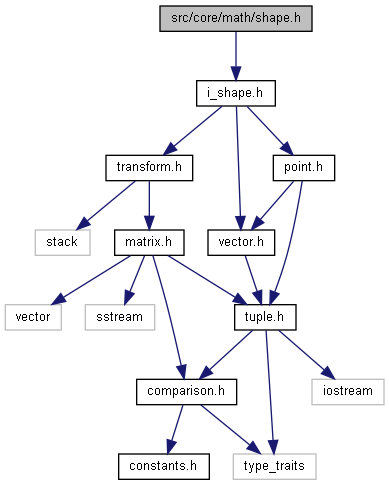 src/core/math/shape.h
i_shape.h
transform.h
point.h
stack
matrix.h
vector.h
vector
sstream
tuple.h
comparison.h
iostream
constants.h
type_traits